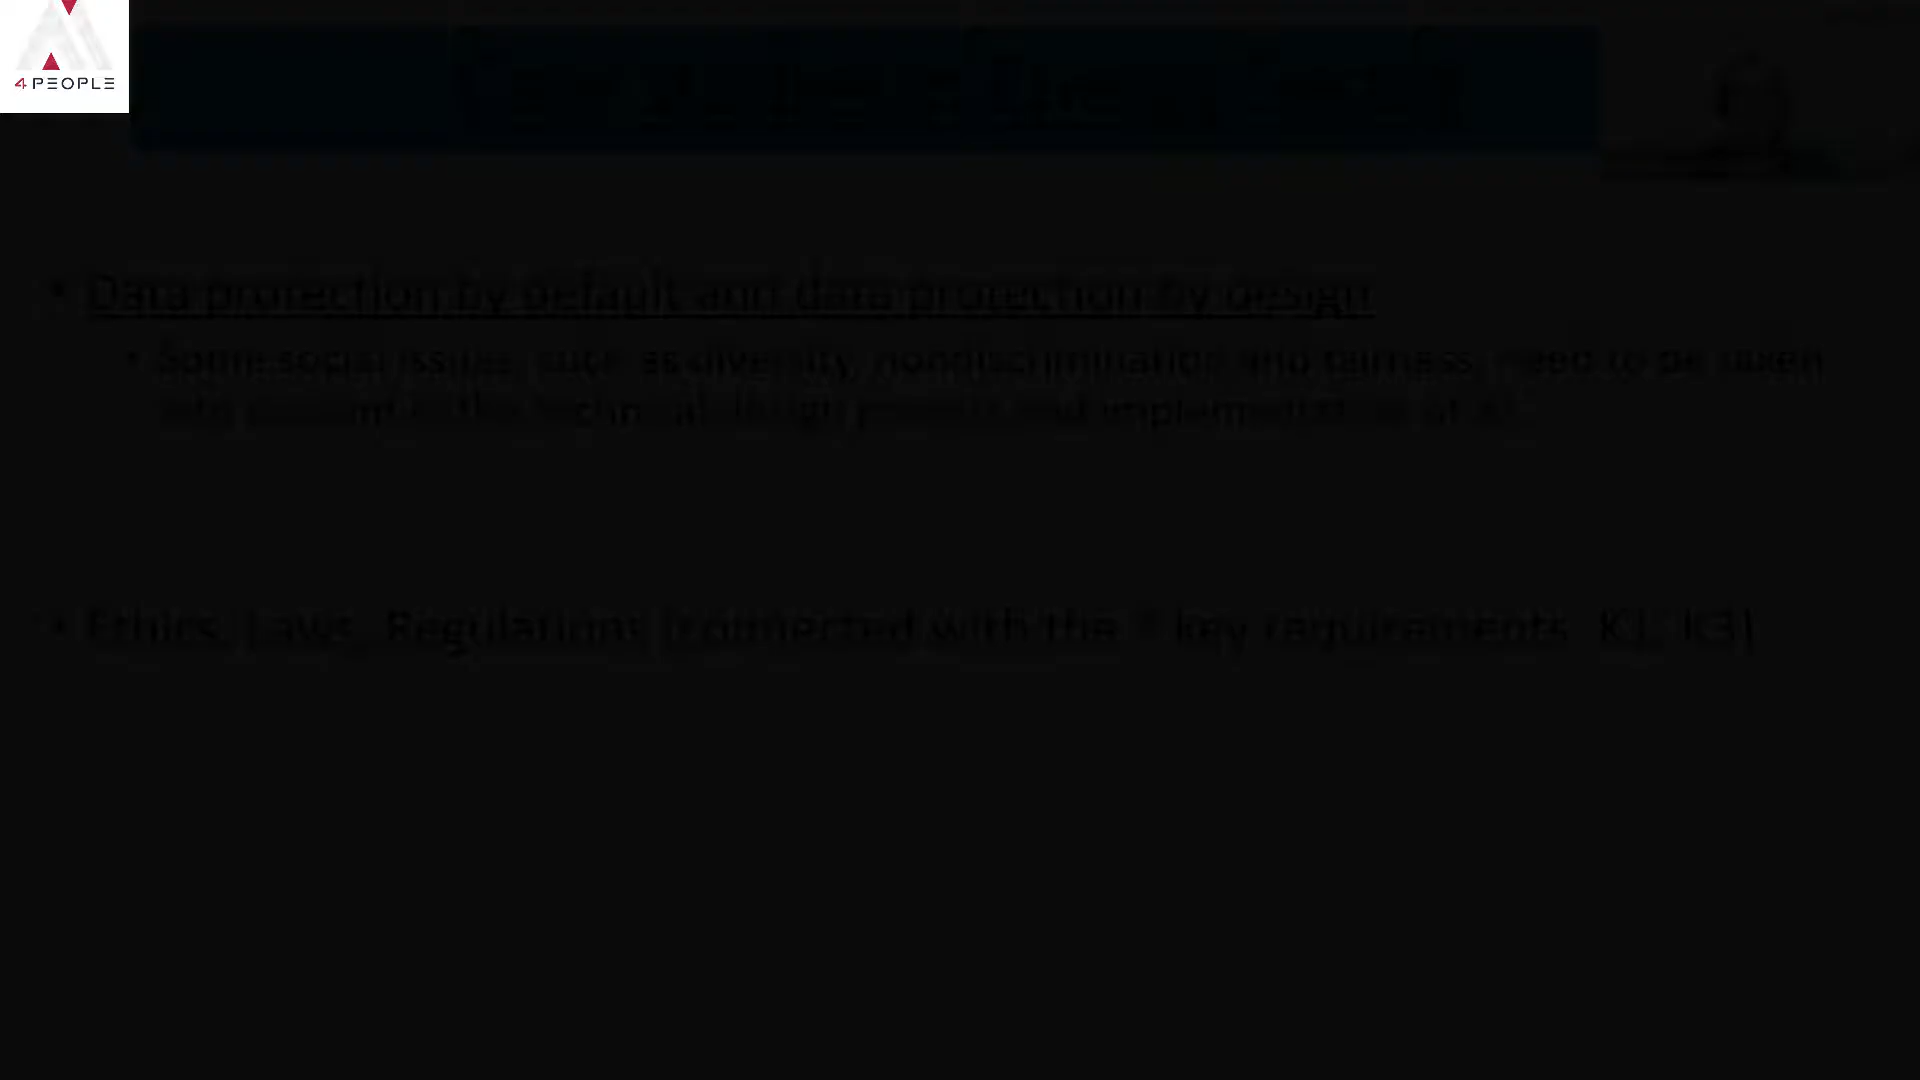 4PEOPLE
• Data protection by default and data protection by design
• Some social issues, such as diversity, nondiscrimination and fairness, need to be taken
into account in the technical design process and implementation of AI.
• Ethics, Laws, Regulations (connected with the 7 key requirements, K1, K3)